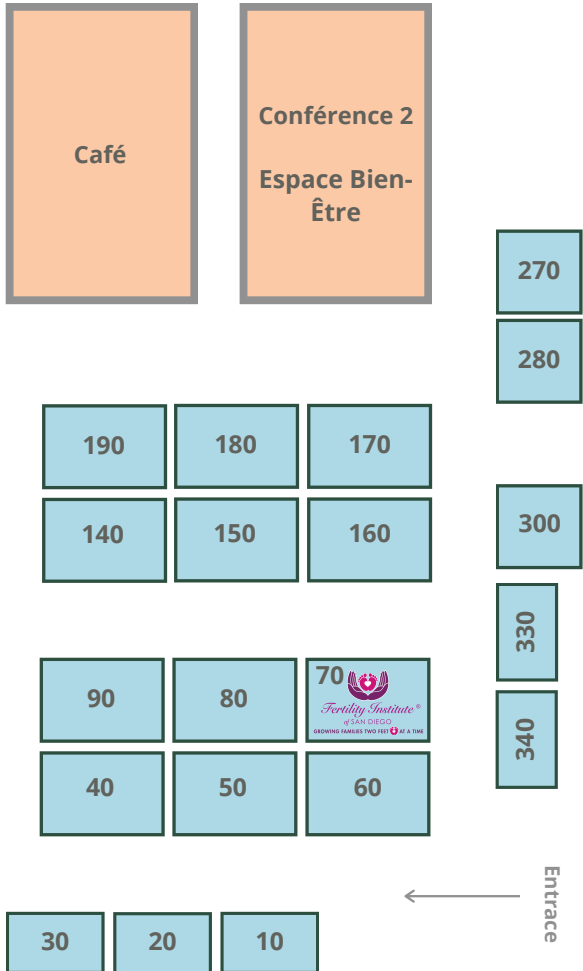 Café
Conférence 2
Espace Bien-
Être
270
280
190
180
170
140
150
160
300
330
90
80
70
Fertility Institute®
of SAN DIEGO
GROWING FAMILIES TWO FEET AT A TIME
340
40
50
60
Entrace
30
20
10